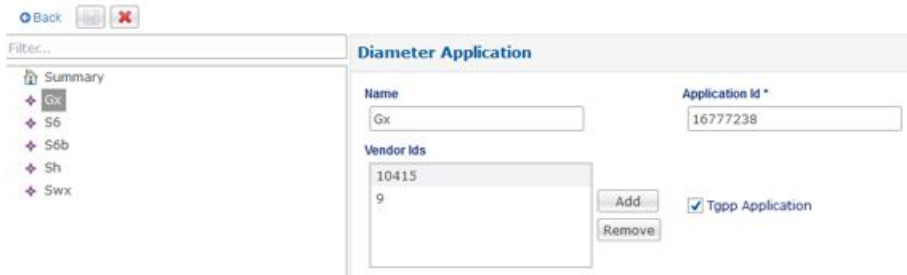 Back
Filter...
Summary
Gx
S6
S6b
Sh
Swx
Diameter Application
Name
Application Id *
Gx
16777238
Vendor Ids
10415
9
Add
Remove
Tgpp Application